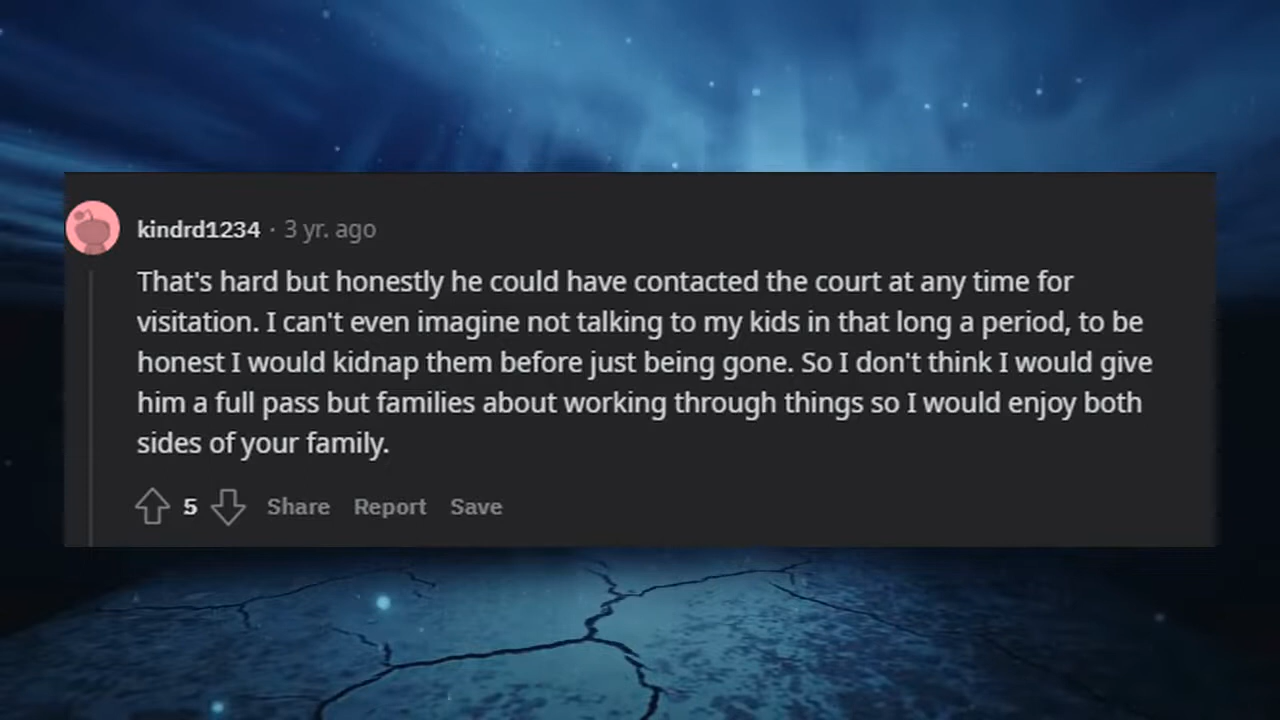 kindrd1234 · 3 yr. ago
That's hard but honestly he could have contacted the court at any time for
visitation. I can't even imagine not talking to my kids in that long a period, to be
honest I would kidnap them before just being gone. So I don't think I would give
him a full pass but families about working through things so I would enjoy both
sides of your family.
5 Share Report Save